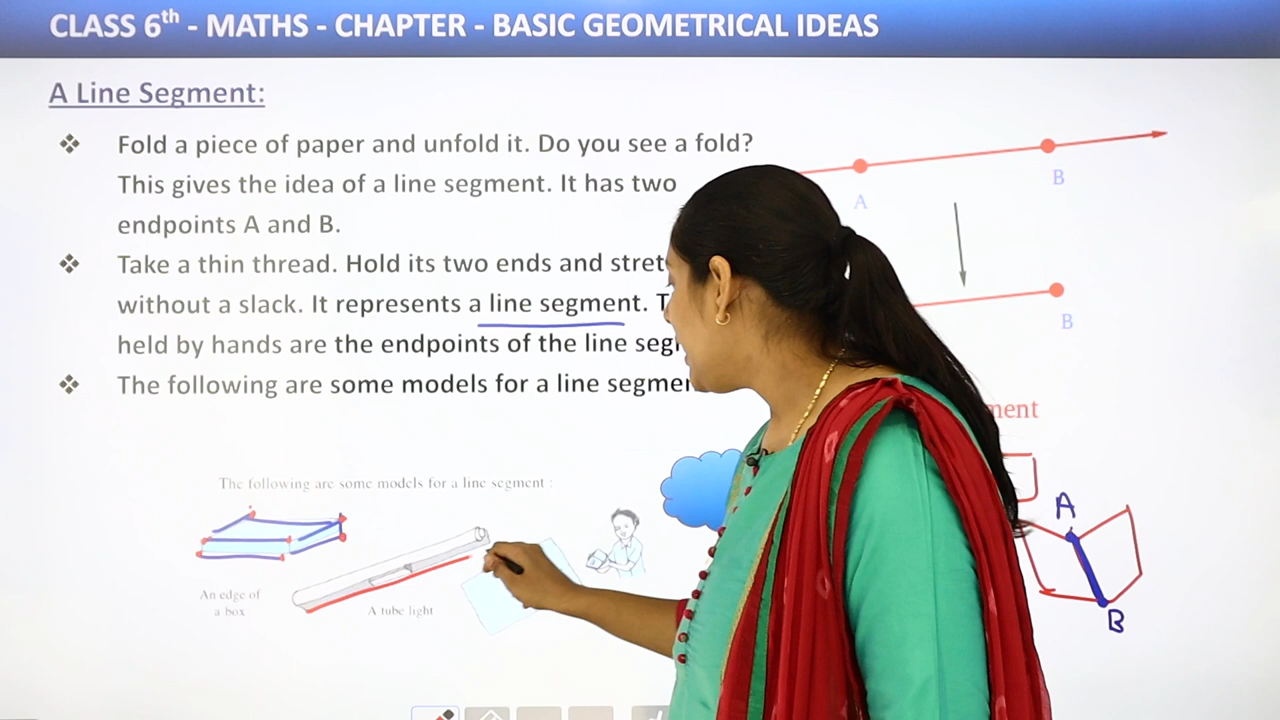 CLASS 6th - MATHS - CHAPTER - BASIC GEOMETRICAL IDEAS
A Line Segment:
❖ Fold a piece of paper and unfold it. Do you see a fold?
This gives the idea of a line segment. It has two
endpoints A and B.
❖ Take a thin thread. Hold its two ends and stret
without a slack. It represents a line segment. T
held by hands are the endpoints of the line seg
❖ The following are some models for a line segmen
A
B
B
ment
The following are some models for a line segment :
An edge of
a box
A tube light
A
B